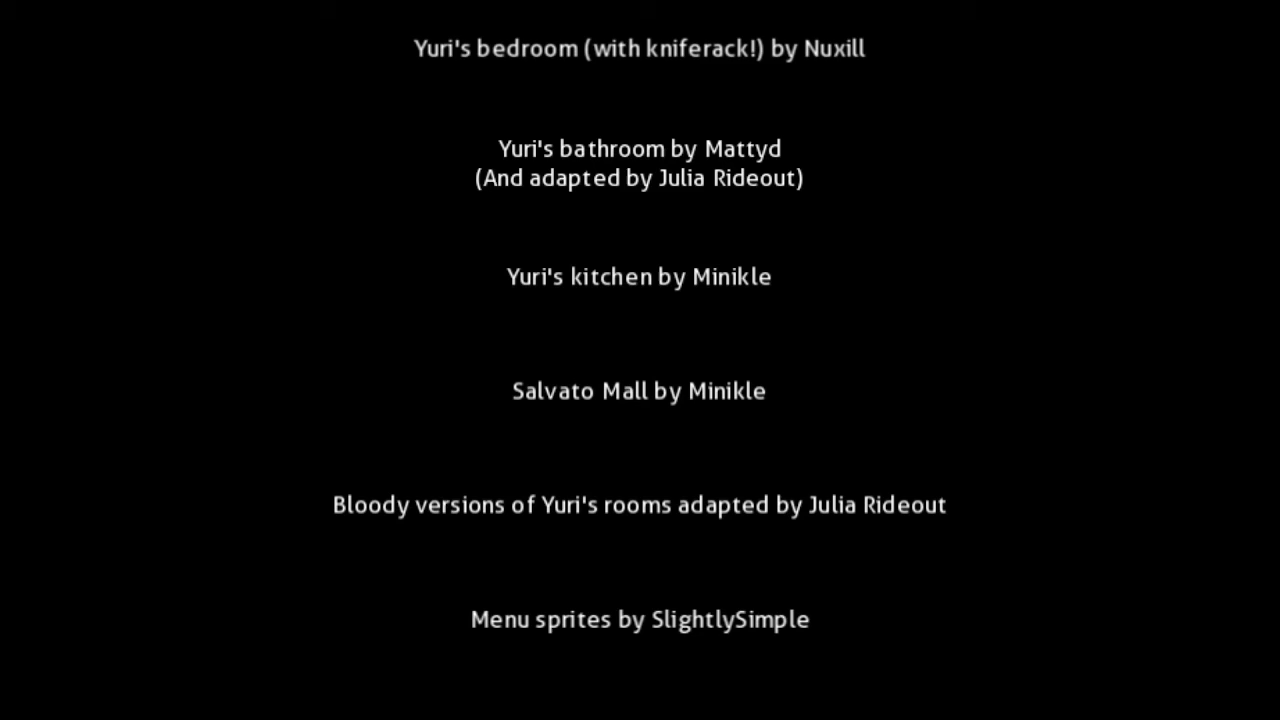 Yuri's bedroom (with kniferack!) by Nuxill
Yuri's bathroom by Mattyd
(And adapted by Julia Rideout)
Yuri's kitchen by Minikle
Salvato Mall by Minikle
Bloody versions of Yuri's rooms adapted by Julia Rideout
Menu sprites by SlightlySimple